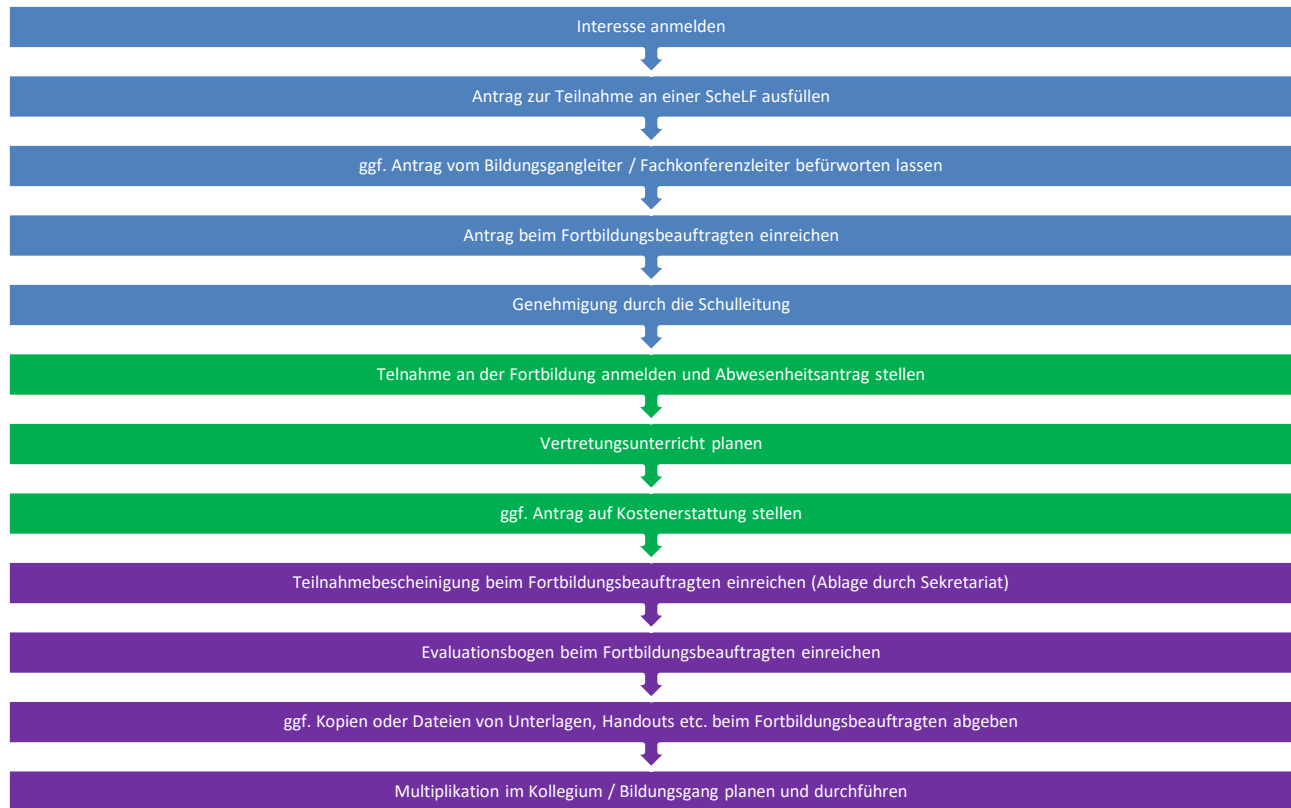 Interesse anmelden
Antrag zur Teilnahme an einer ScheLF ausfüllen
ggf. Antrag vom Bildungsgangleiter / Fachkonferenzleiter befürworten lassen
Antrag beim Fortbildungsbeauftragten einreichen
Genehmigung durch die Schulleitung
Telnahme an der Fortbildung anmelden und Abwesenheitsantrag stellen
Vertretungsunterricht planen
ggf. Antrag auf Kostenerstattung stellen
Teilnahmebescheinigung beim Fortbildungsbeauftragten einreichen (Ablage durch Sekretariat)
Evaluationsbogen beim Fortbildungsbeauftragten einreichen
ggf. Kopien oder Dateien von Unterlagen, Handouts etc. beim Fortbildungsbeauftragten abgeben
Multiplikation im Kollegium / Bildungsgang planen und durchführen